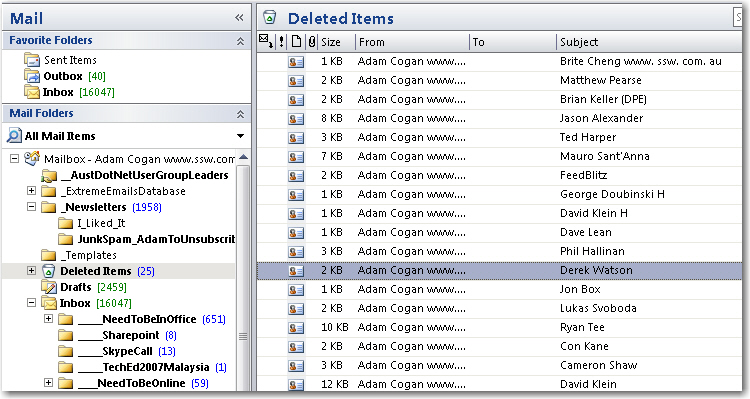 Mail
Favorite Folders
Sent Items
Outbox [40]
Inbox [16047]
Mail Folders
All Mail Items
Mailbox - Adam Cogan www.ssw.com
__AustDotNetUserGroupLeaders
_ExtremeEmailsDatabase
_Newsletters (1958)
I_Liked_It
JunkSpam_AdamToUnsubscrib
_Templates
Deleted Items (25)
Drafts [2459]
Inbox [16047]
____NeedToBeInOffice (651)
____Sharepoint (8)
____SkypeCall (13)
____TechEd2007Malaysia (1)
___NeedToBeOnline (59)
Deleted Items
S
! Size From To Subject
1 KB Adam Cogan www.... Brite Cheng www. ssw. com. au
2 KB Adam Cogan www.... Matthew Pearse
2 KB Adam Cogan www.... Brian Keller (DPE)
8 KB Adam Cogan www.... Jason Alexander
3 KB Adam Cogan www.... Ted Harper
7 KB Adam Cogan www.... Mauro Sant'Anna
2 KB Adam Cogan www.... FeedBlitz
1 KB Adam Cogan www.... George Doubinski H
1 KB Adam Cogan www.... David Klein H
1 KB Adam Cogan www.... Dave Lean
3 KB Adam Cogan www.... Phil Hallinan
2 KB Adam Cogan www.... Derek Watson
1 KB Adam Cogan www.... Jon Box
2 KB Adam Cogan www.... Lukas Svoboda
10 KB Adam Cogan www.... Ryan Tee
2 KB Adam Cogan www.... Con Kane
3 KB Adam Cogan www.... Cameron Shaw
12 KB Adam Cogan www.... David Klein